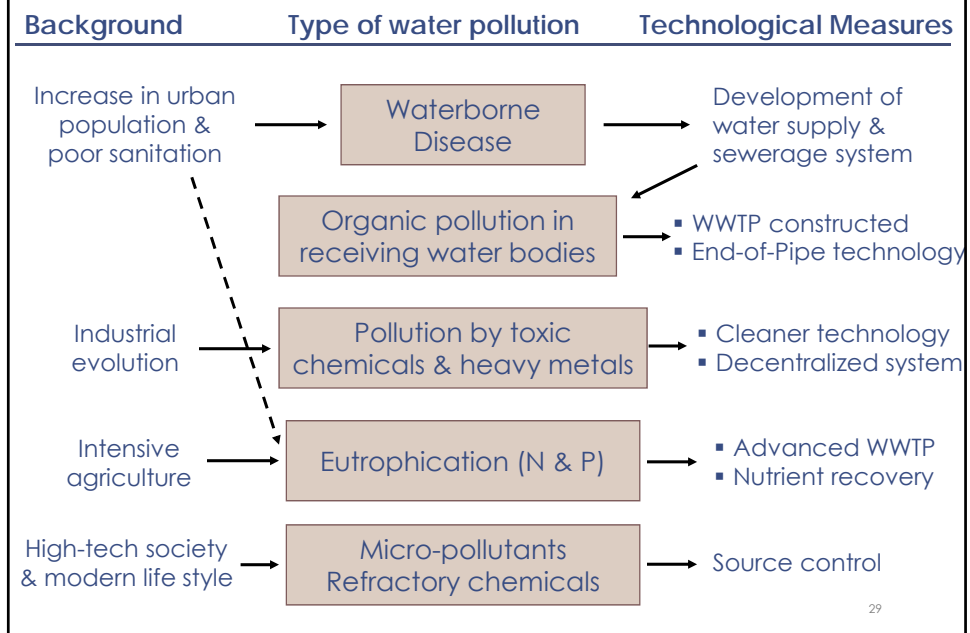 Background Type of water pollution Technological Measures
Increase in urban
population &
poor sanitation
Waterborne
Disease
Development of
water supply &
sewerage system
Organic pollution in
receiving water bodies
▪ WWTP constructed
▪ End-of-Pipe technology
Industrial
evolution
Pollution by toxic
chemicals & heavy metals
▪ Cleaner technology
▪ Decentralized system
Intensive
agriculture
Eutrophication (N & P)
▪ Advanced WWTP
▪ Nutrient recovery
High-tech society
& modern life style
Micro-pollutants
Refractory chemicals
Source control
29